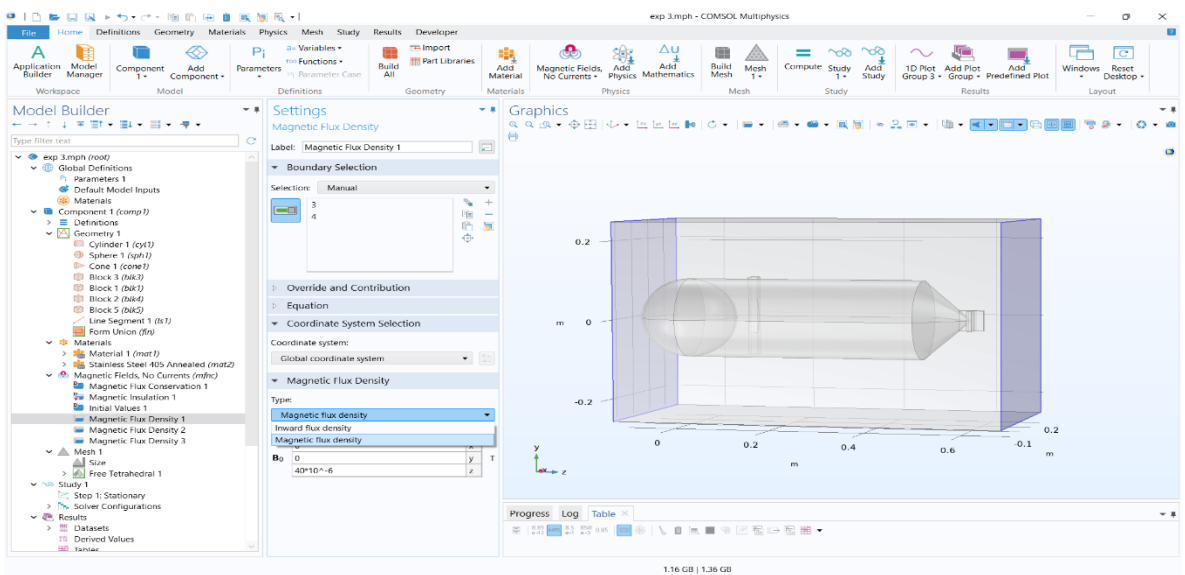 exp 3.mph - COMSOL Multiphysics
File Home Definitions Geometry Materials Physics Mesh Study Results Developer
Application Builder
Model Manager
Workspace
Component 1
Add Component
Model
Pi
Parameters
a= Variables
f(x) Functions
Pi Parameter Case
Definitions
Build All
Import
Part Libraries
Geometry
Add Material
Materials
Magnetic Fields, No Currents
Add Physics
Δu
Add Mathematics
Physics
Build Mesh
Mesh 1
Mesh
Compute
Study 1
Add Study
Study
1D Plot Group 3
Add Plot Group
Add Predefined Plot
Results
Windows
Reset Desktop
Layout
Model Builder
Type filter text
exp 3.mph (root)
Global Definitions
Pi Parameters 1
Default Model Inputs
Materials
Component 1 (comp1)
Definitions
Geometry 1
Cylinder 1 (cyl1)
Sphere 1 (sph1)
Cone 1 (cone1)
Block 3 (blk3)
Block 1 (blk1)
Block 2 (blk4)
Block 5 (blk5)
Line Segment 1 (ls1)
Form Union (fin)
Materials
Material 1 (mat1)
Stainless Steel 405 Annealed (mat2)
Magnetic Fields, No Currents (mfnc)
Magnetic Flux Conservation 1
Magnetic Insulation 1
Initial Values 1
Magnetic Flux Density 1
Magnetic Flux Density 2
Magnetic Flux Density 3
Mesh 1
Size
Free Tetrahedral 1
Study 1
Step 1: Stationary
Solver Configurations
Results
Datasets
Derived Values
Tables
Settings
Magnetic Flux Density
Label: Magnetic Flux Density 1
Boundary Selection
Selection: Manual
3
4
Override and Contribution
Equation
Coordinate System Selection
Coordinate system:
Global coordinate system
Magnetic Flux Density
Type:
Magnetic flux density
Inward flux density
Magnetic flux density
0 x
B0 0 y T
40*10^-6 z
Graphics
0.2
m 0
-0.2
0 0.2 0.4 0.6
m
0.2
-0.1
m
y
x z
Progress Log Table
1.16 GB | 1.36 GB